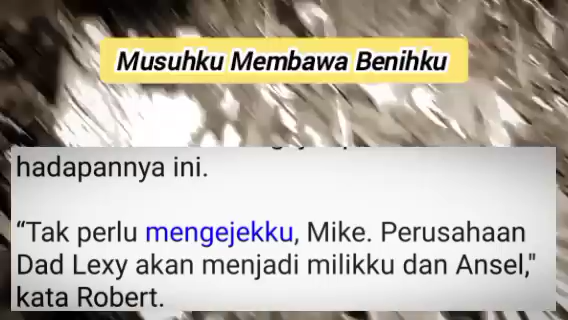 Musuhku Membawa Benihku
hadapannya ini.
“Tak perlu mengejekku, Mike. Perusahaan
Dad Lexy akan menjadi milikku dan Ansel,"
kata Robert.